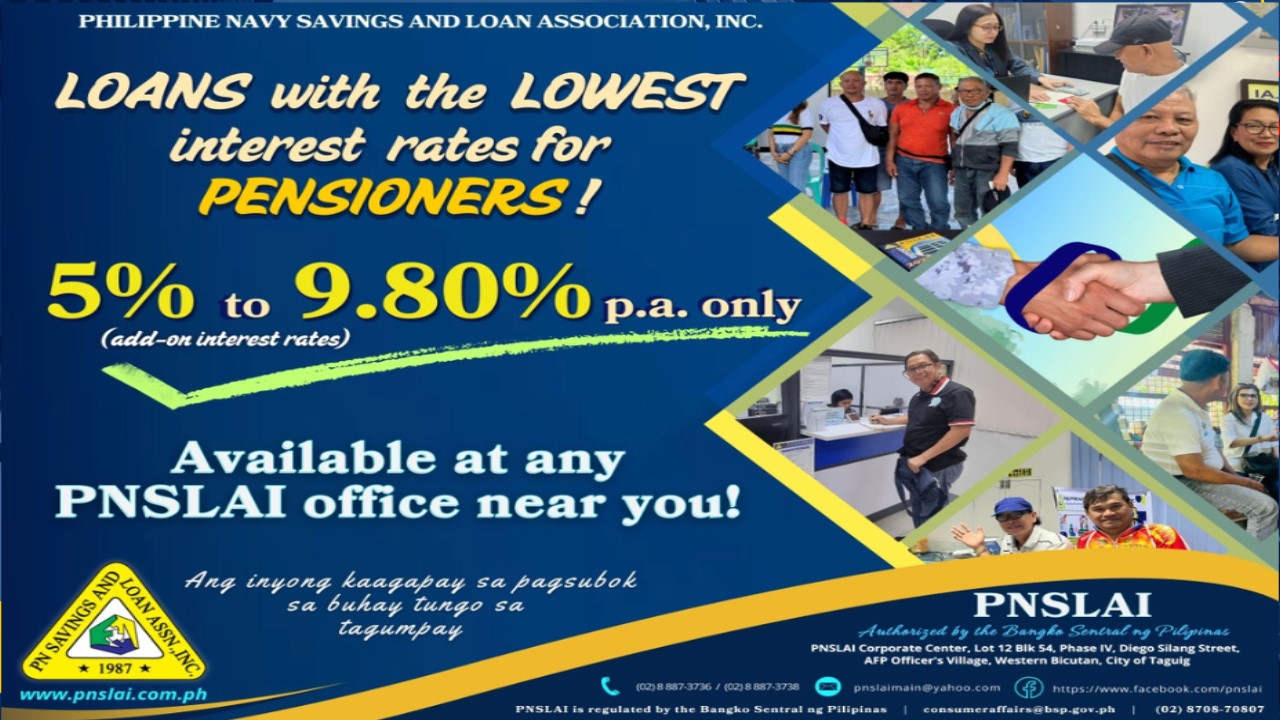 PHILIPPINE NAVY SAVINGS AND LOAN ASSOCIATION, INC.
LOANS with the LOWEST
interest rates for
PENSIONERS!
5% to 9.80% p.a. only
(add-on interest rates)
Available at any
PNSLAI office near you!
Ang inyong kaagapay sa pagsubok
sa buhay tungo sa
tagumpay
PN SAVINGS AND LOAN ASSN., INC.
★ 1987 ★
www.pnslai.com.ph
PNSLAI
Authorized by the Bangko Sentral ng Pilipinas
PNSLAI Corporate Center, Lot 12 Blk 54, Phase IV, Diego Silang Street,
AFP Officer's Village, Western Bicutan, City of Taguig
(02) 8 887-3736 / (02) 8 887-3738 pnslaimain@yahoo.com https://www.facebook.com/pnslai
PNSLAI is regulated by the Bangko Sentral ng Pilipinas | consumeraffairs@bsp.gov.ph | (02) 8708-70807